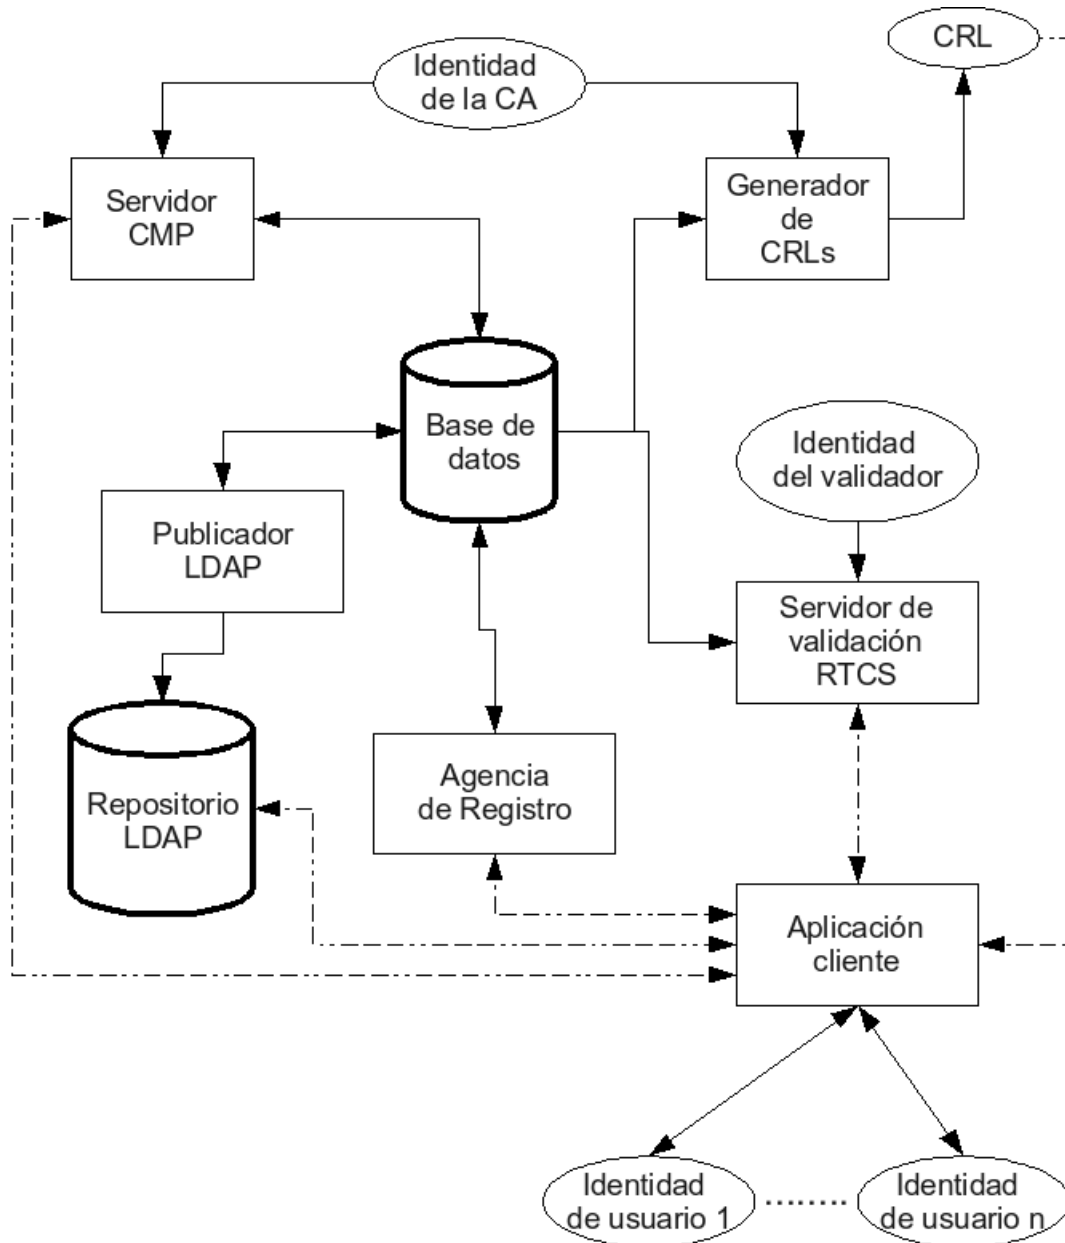 CRL
Identidad
de la CA
Servidor
CMP
Generador
de
CRLs
Base de
datos
Identidad
del validador
Publicador
LDAP
Servidor de
validación
RTCS
Repositorio
LDAP
Agencia
de Registro
Aplicación
cliente
Identidad
de usuario 1
Identidad
de usuario n